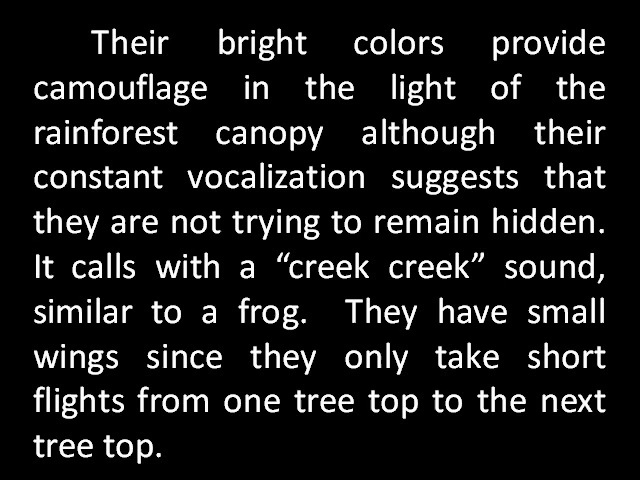 Their bright colors provide
camouflage in the light of the
rainforest canopy although their
constant vocalization suggests that
they are not trying to remain hidden.
It calls with a “creek creek” sound,
similar to a frog.  They have small
wings since they only take short
flights from one tree top to the next
tree top.